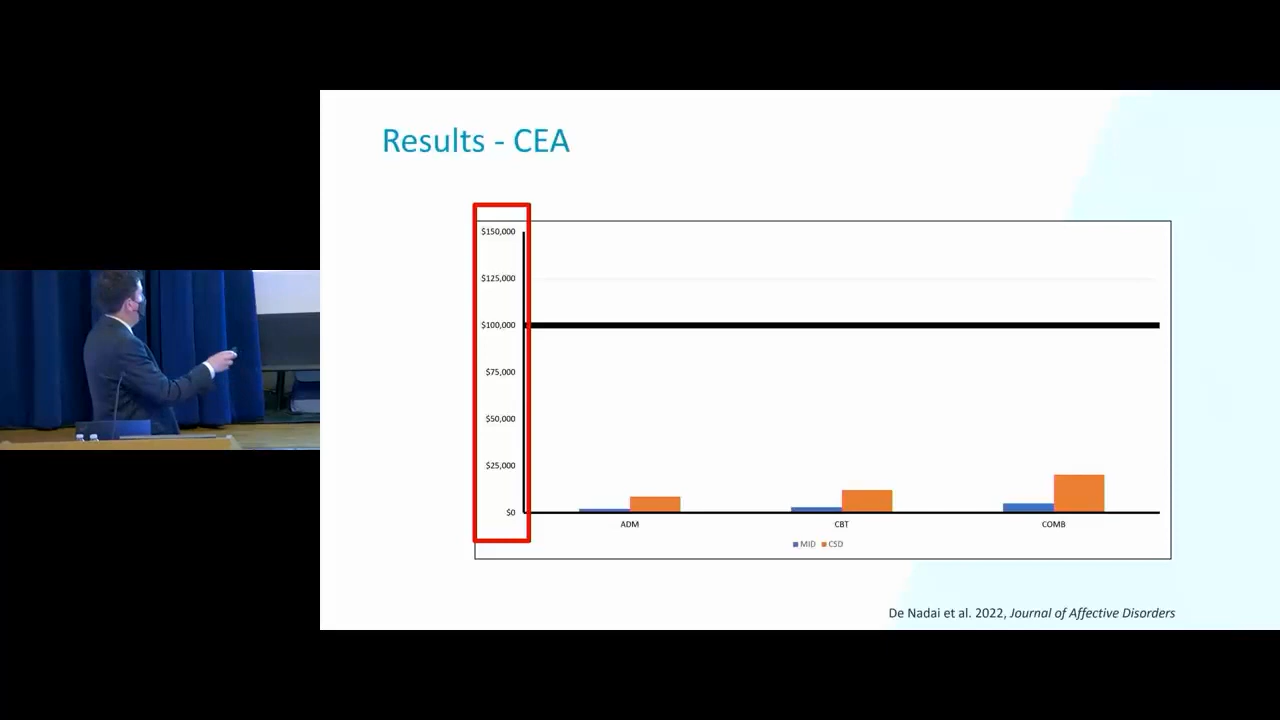 Results - CEA
$150,000
$125,000
$100,000
$75,000
$50,000
$25,000
$0
ADM CBT COMB
MID CSD
De Nadai et al. 2022, Journal of Affective Disorders